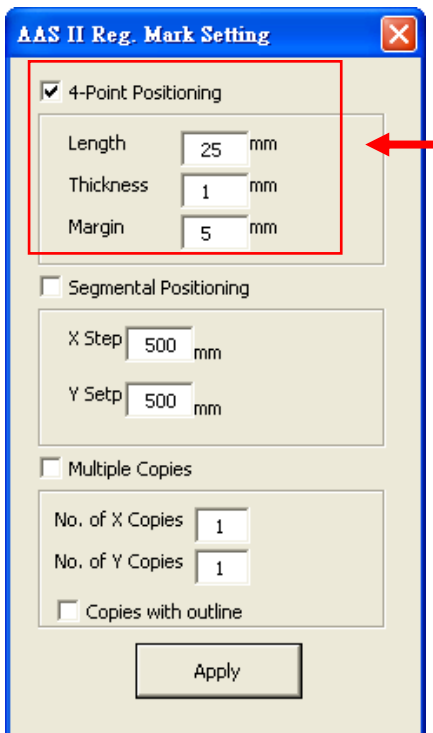 AAS II Reg. Mark Setting
4-Point Positioning
Length 25 mm
Thickness 1 mm
Margin 5 mm
Segmental Positioning
X Step 500 mm
Y Setp 500 mm
Multiple Copies
No. of X Copies 1
No. of Y Copies 1
Copies with outline
Apply